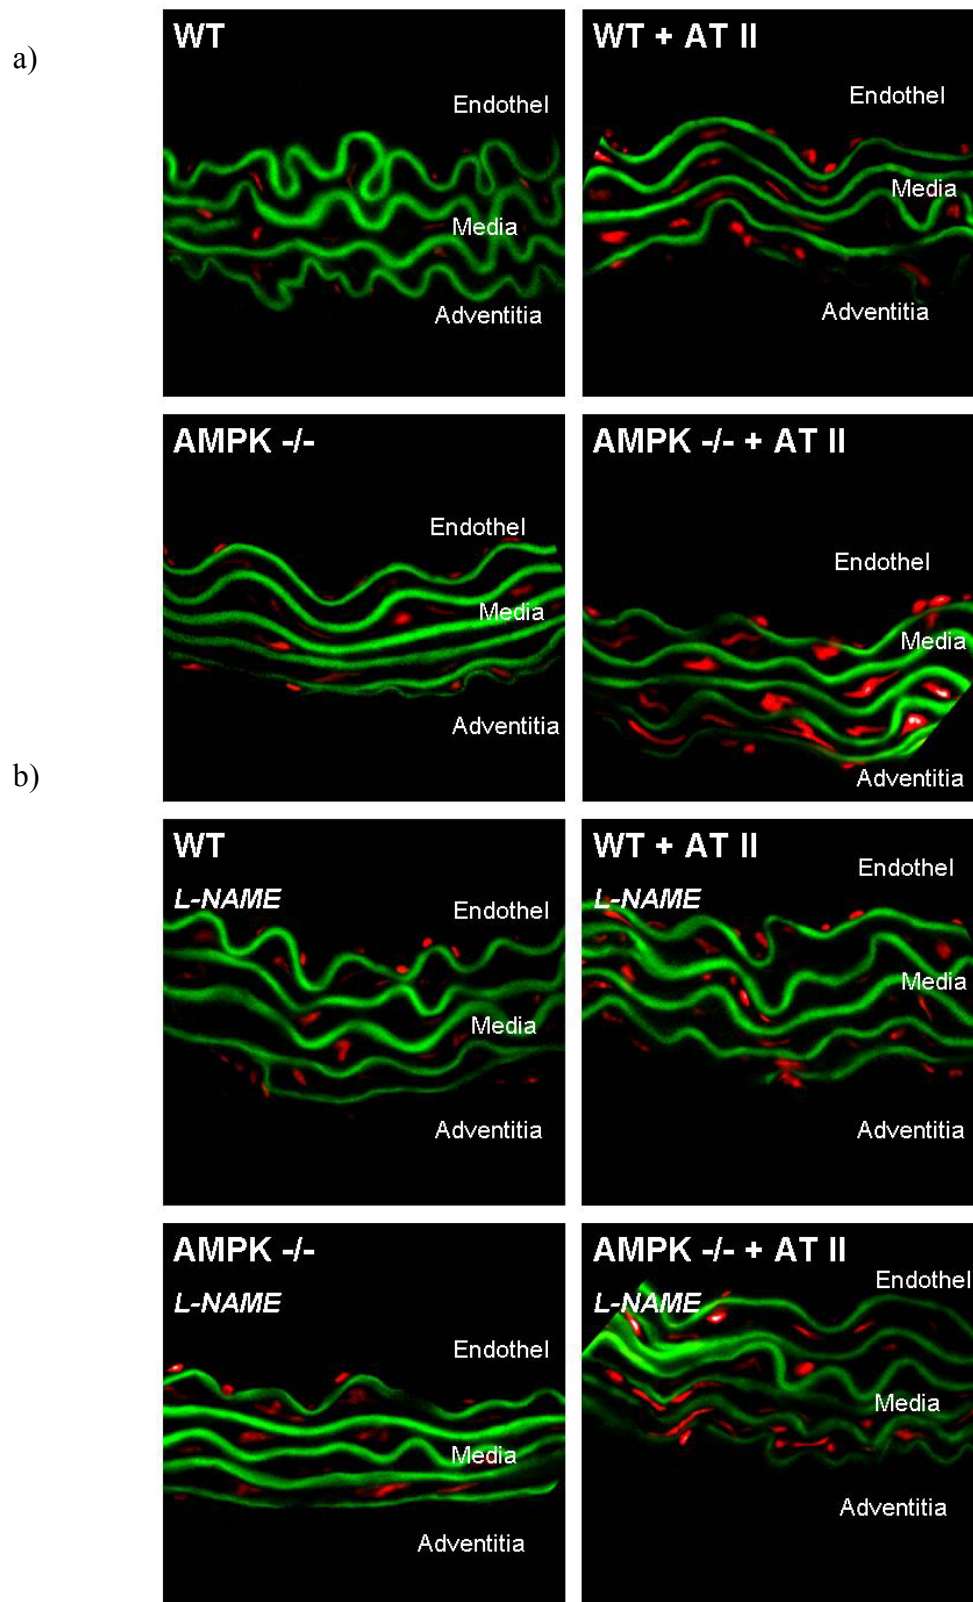 a)
WT
Endothel
Media
Adventitia
WT + AT II
Endothel
Media
Adventitia
AMPK -/-
Endothel
Media
Adventitia
AMPK -/- + AT II
Endothel
Media
Adventitia
b)
WT
L-NAME
Endothel
Media
Adventitia
WT + AT II
L-NAME
Endothel
Media
Adventitia
AMPK -/-
L-NAME
Endothel
Media
Adventitia
AMPK -/- + AT II
L-NAME
Endothel
Media
Adventitia